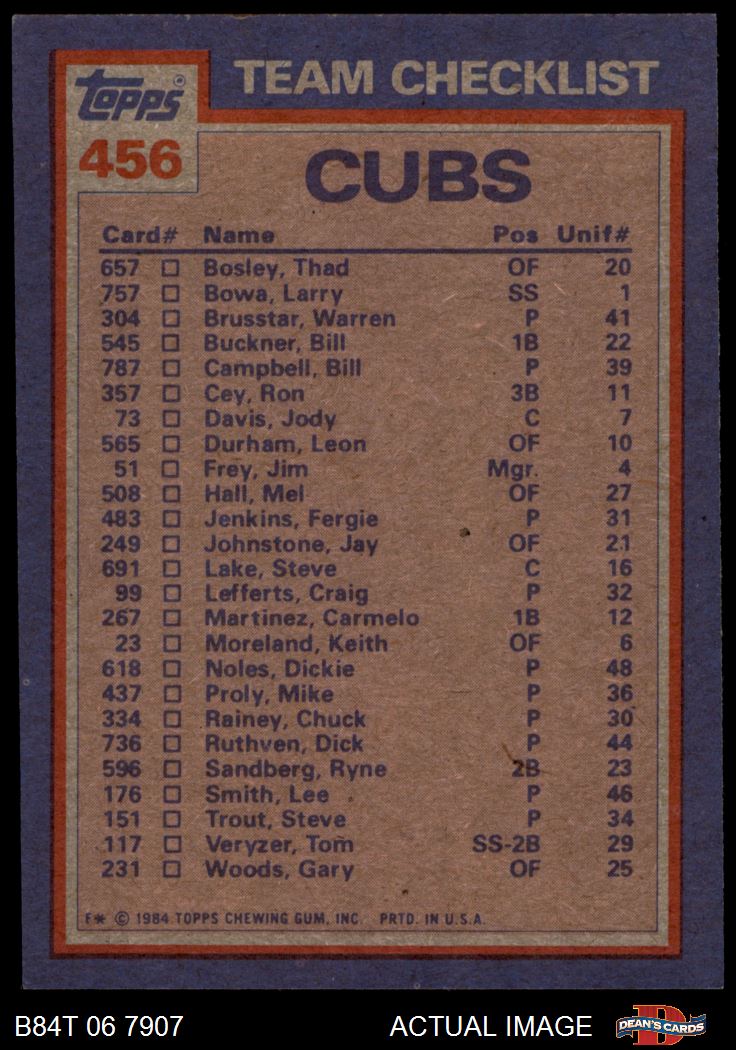 Topps ®
TEAM CHECKLIST
456
CUBS
Card# Name Pos Unif#
657 □ Bosley, Thad OF 20
757 □ Bowa, Larry SS 1
304 □ Brusstar, Warren P 41
545 □ Buckner, Bill 1B 22
787 □ Campbell, Bill P 39
357 □ Cey, Ron 3B 11
73 □ Davis, Jody C 7
565 □ Durham, Leon OF 10
51 □ Frey, Jim Mgr. 4
508 □ Hall, Mel OF 27
483 □ Jenkins, Fergie P 31
249 □ Johnstone, Jay OF 21
691 □ Lake, Steve C 16
99 □ Lefferts, Craig P 32
267 □ Martinez, Carmelo 1B 12
23 □ Moreland, Keith OF 6
618 □ Noles, Dickie P 48
437 □ Proly, Mike P 36
334 □ Rainey, Chuck P 30
736 □ Ruthven, Dick P 44
596 □ Sandberg, Ryne 2B 23
176 □ Smith, Lee P 46
151 □ Trout, Steve P 34
117 □ Veryzer, Tom SS-2B 29
231 □ Woods, Gary OF 25
F* © 1984 TOPPS CHEWING GUM, INC. PRTD. IN U.S.A.
B84T 06 7907 ACTUAL IMAGE
D
DEAN'S CARDS